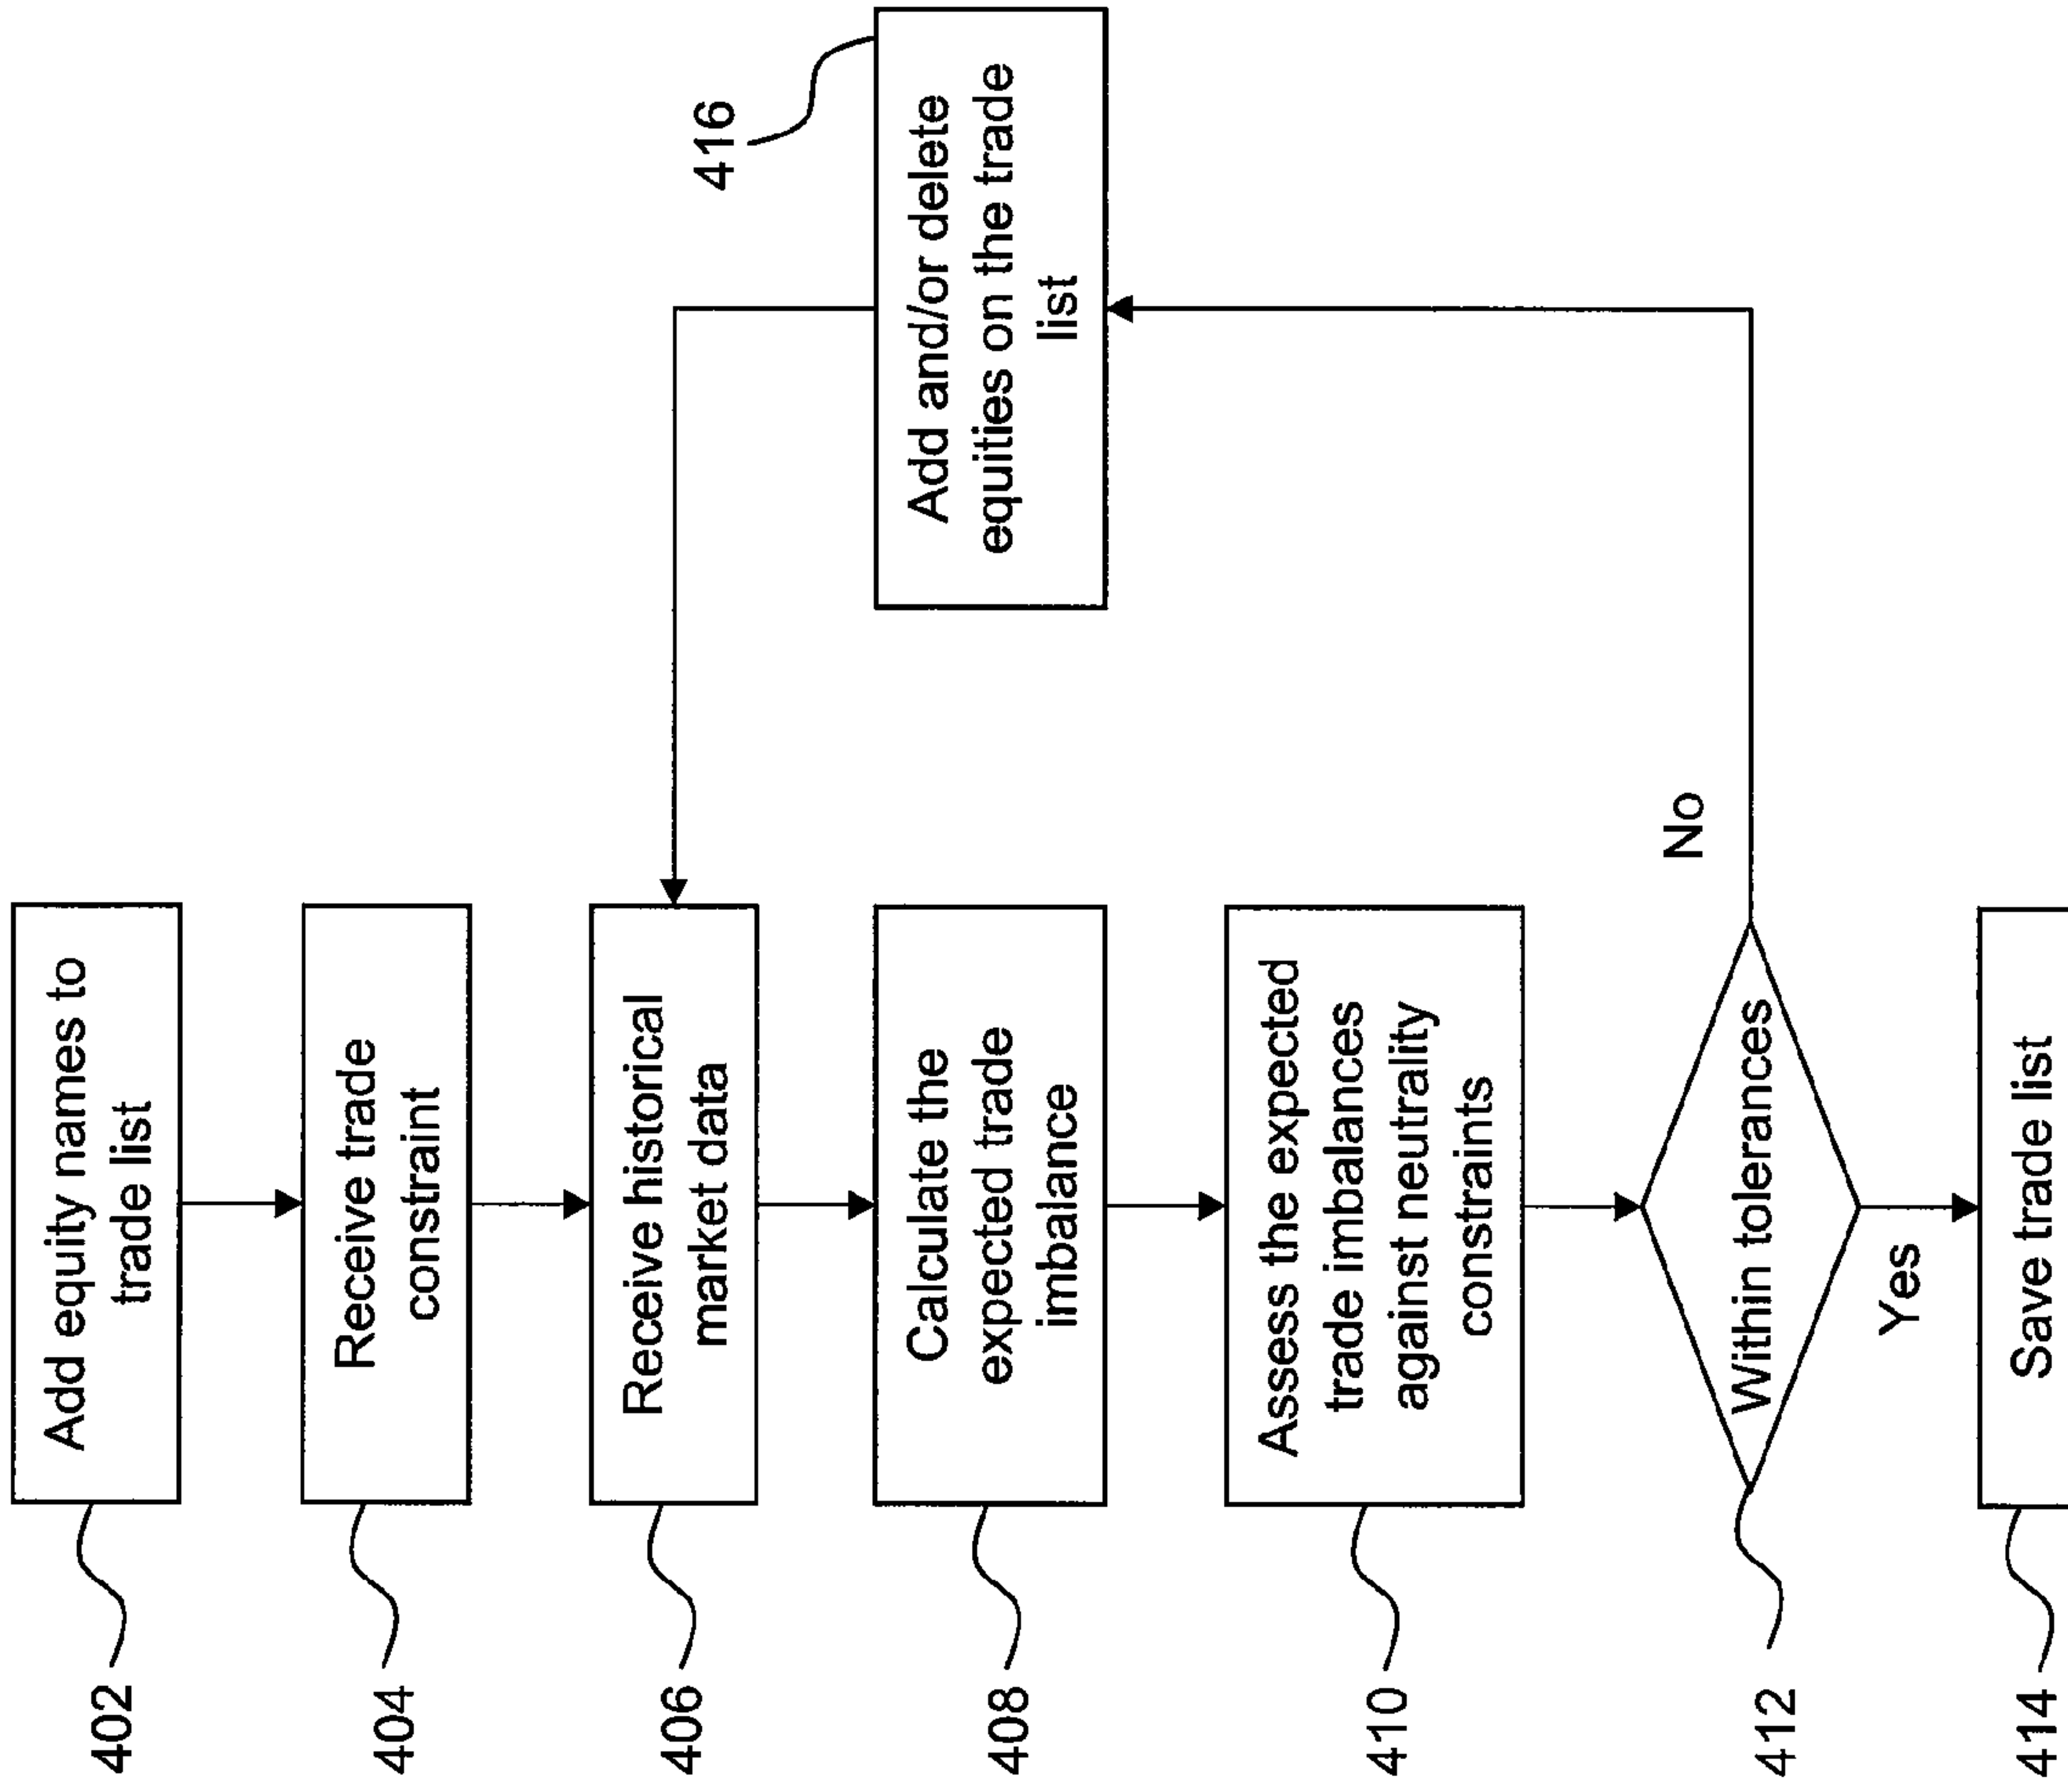 402
Add equity names to
trade list
404
Receive trade
constraint
406
Receive historical
market data
408
Calculate the
expected trade
imbalance
410
Assess the expected
trade imbalances
against neutrality
constraints
412
Within tolerances
No
Yes
416
Add and/or delete
equities on the trade
list
414
Save trade list